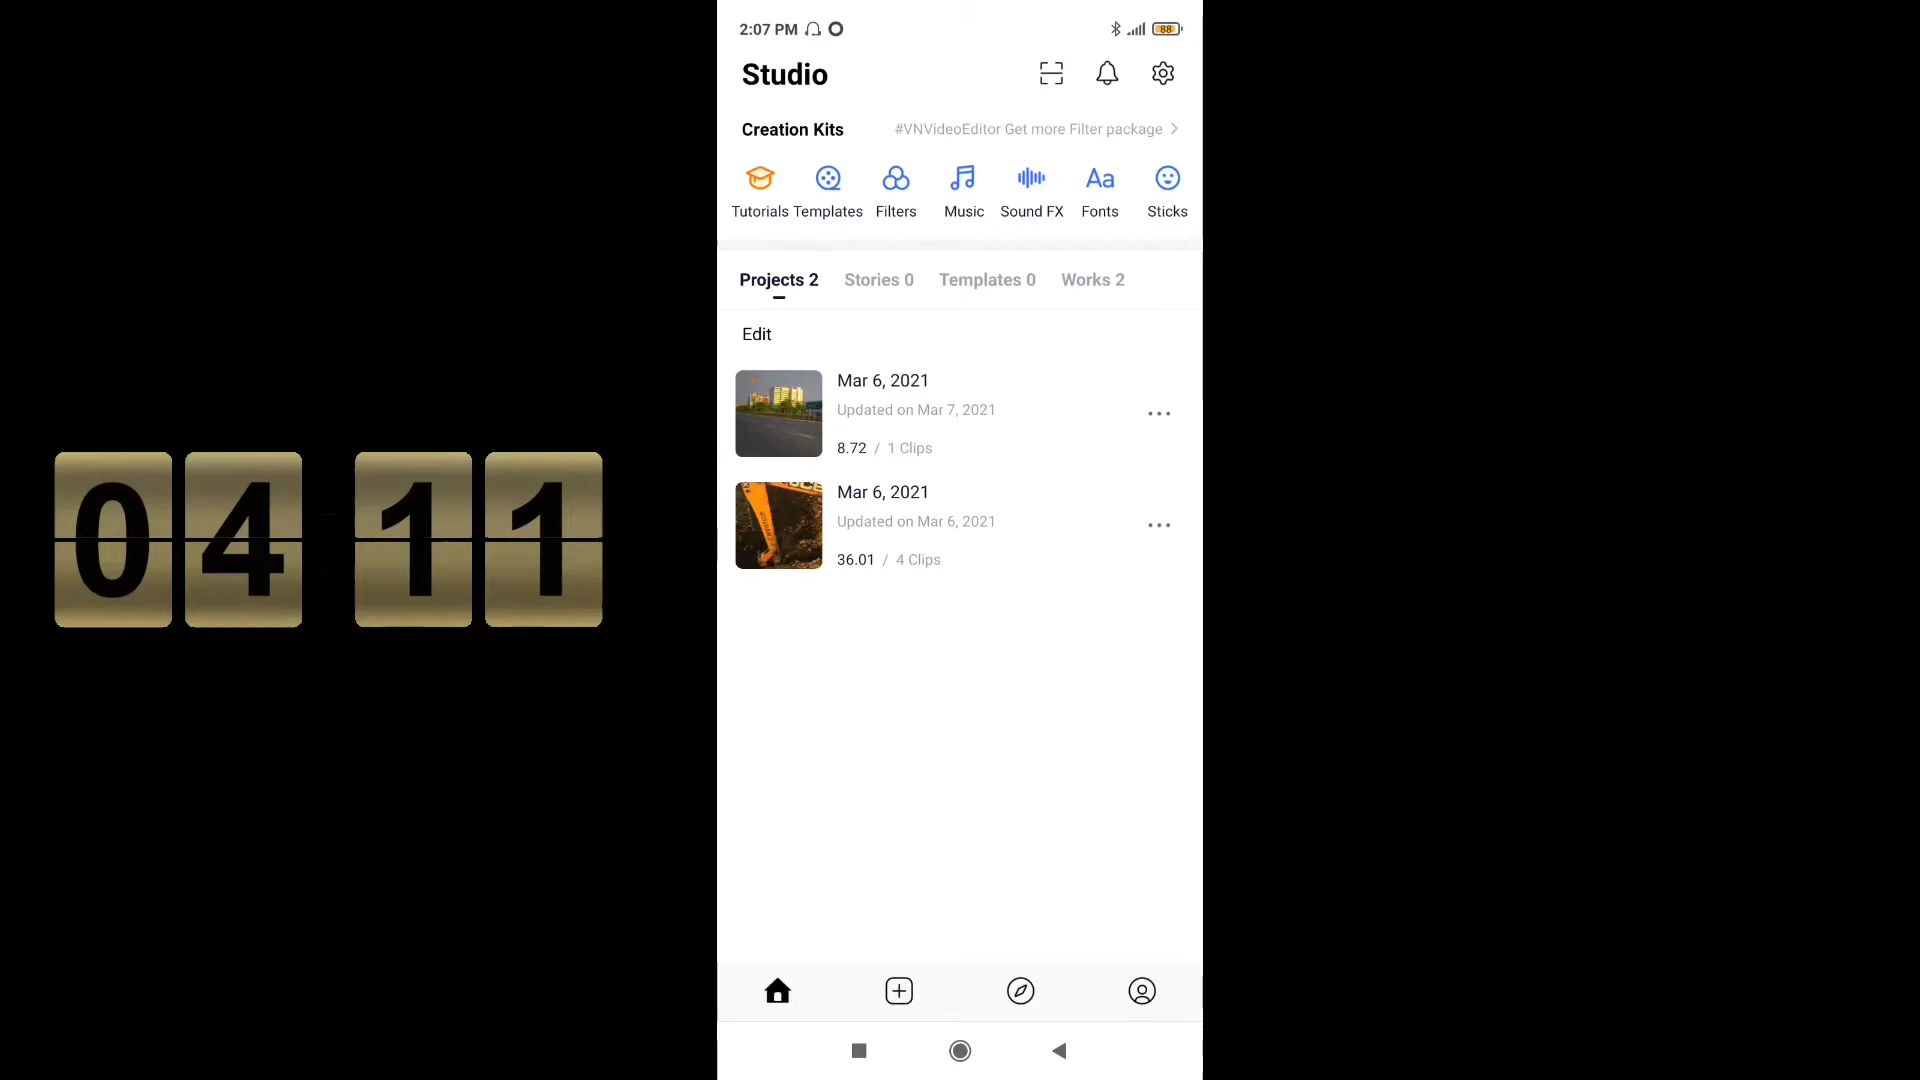 2:07 PM
88
Studio
Creation Kits
#VNVideoEditor Get more Filter package
Aa
Tutorials Templates Filters Music Sound FX Fonts Sticks
Projects 2 Stories 0 Templates 0 Works 2
Edit
Mar 6, 2021
Updated on Mar 7, 2021
8.72 / 1 Clips
04 11
Mar 6, 2021
Updated on Mar 6, 2021
36.01 / 4 Clips